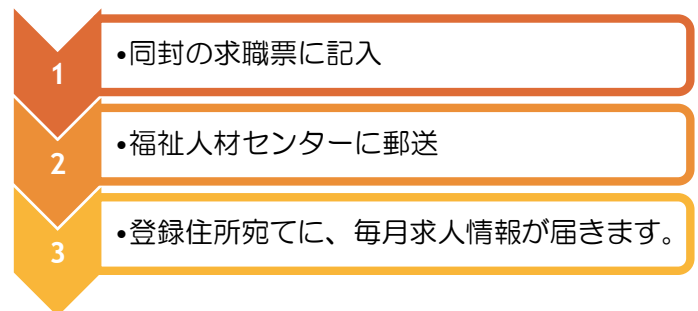 1
•同封の求職票に記入
2
•福祉人材センターに郵送
3
•登録住所宛てに、毎月求人情報が届きます。